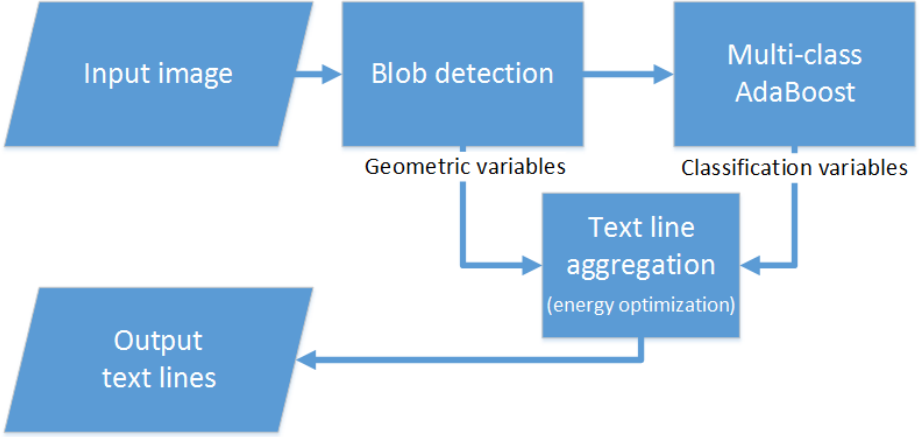 Input image
Blob detection
Multi-class
AdaBoost
Geometric variables
Classification variables
Text line
aggregation
(energy optimization)
Output
text lines